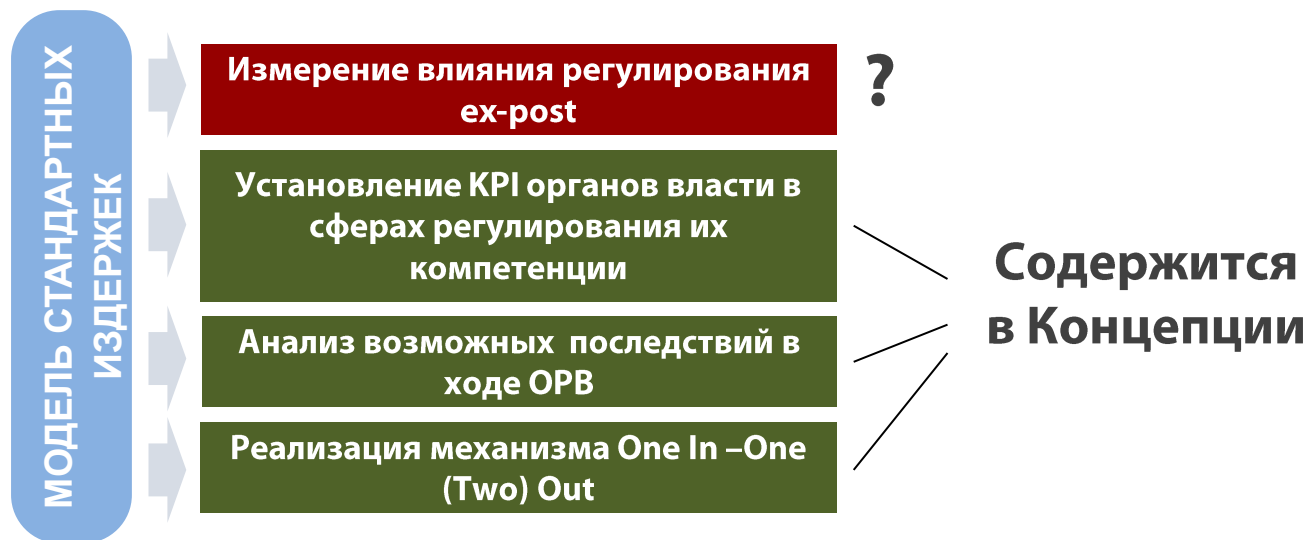 МОДЕЛЬ СТАНДАРТНЫХ
ИЗДЕРЖЕК
Измерение влияния регулирования
ex-post
?
Установление KPI органов власти в
сферах регулирования их
компетенции
Анализ возможных последствий в
ходе ОРВ
Реализация механизма One In –One
(Two) Out
Содержится
в Концепции